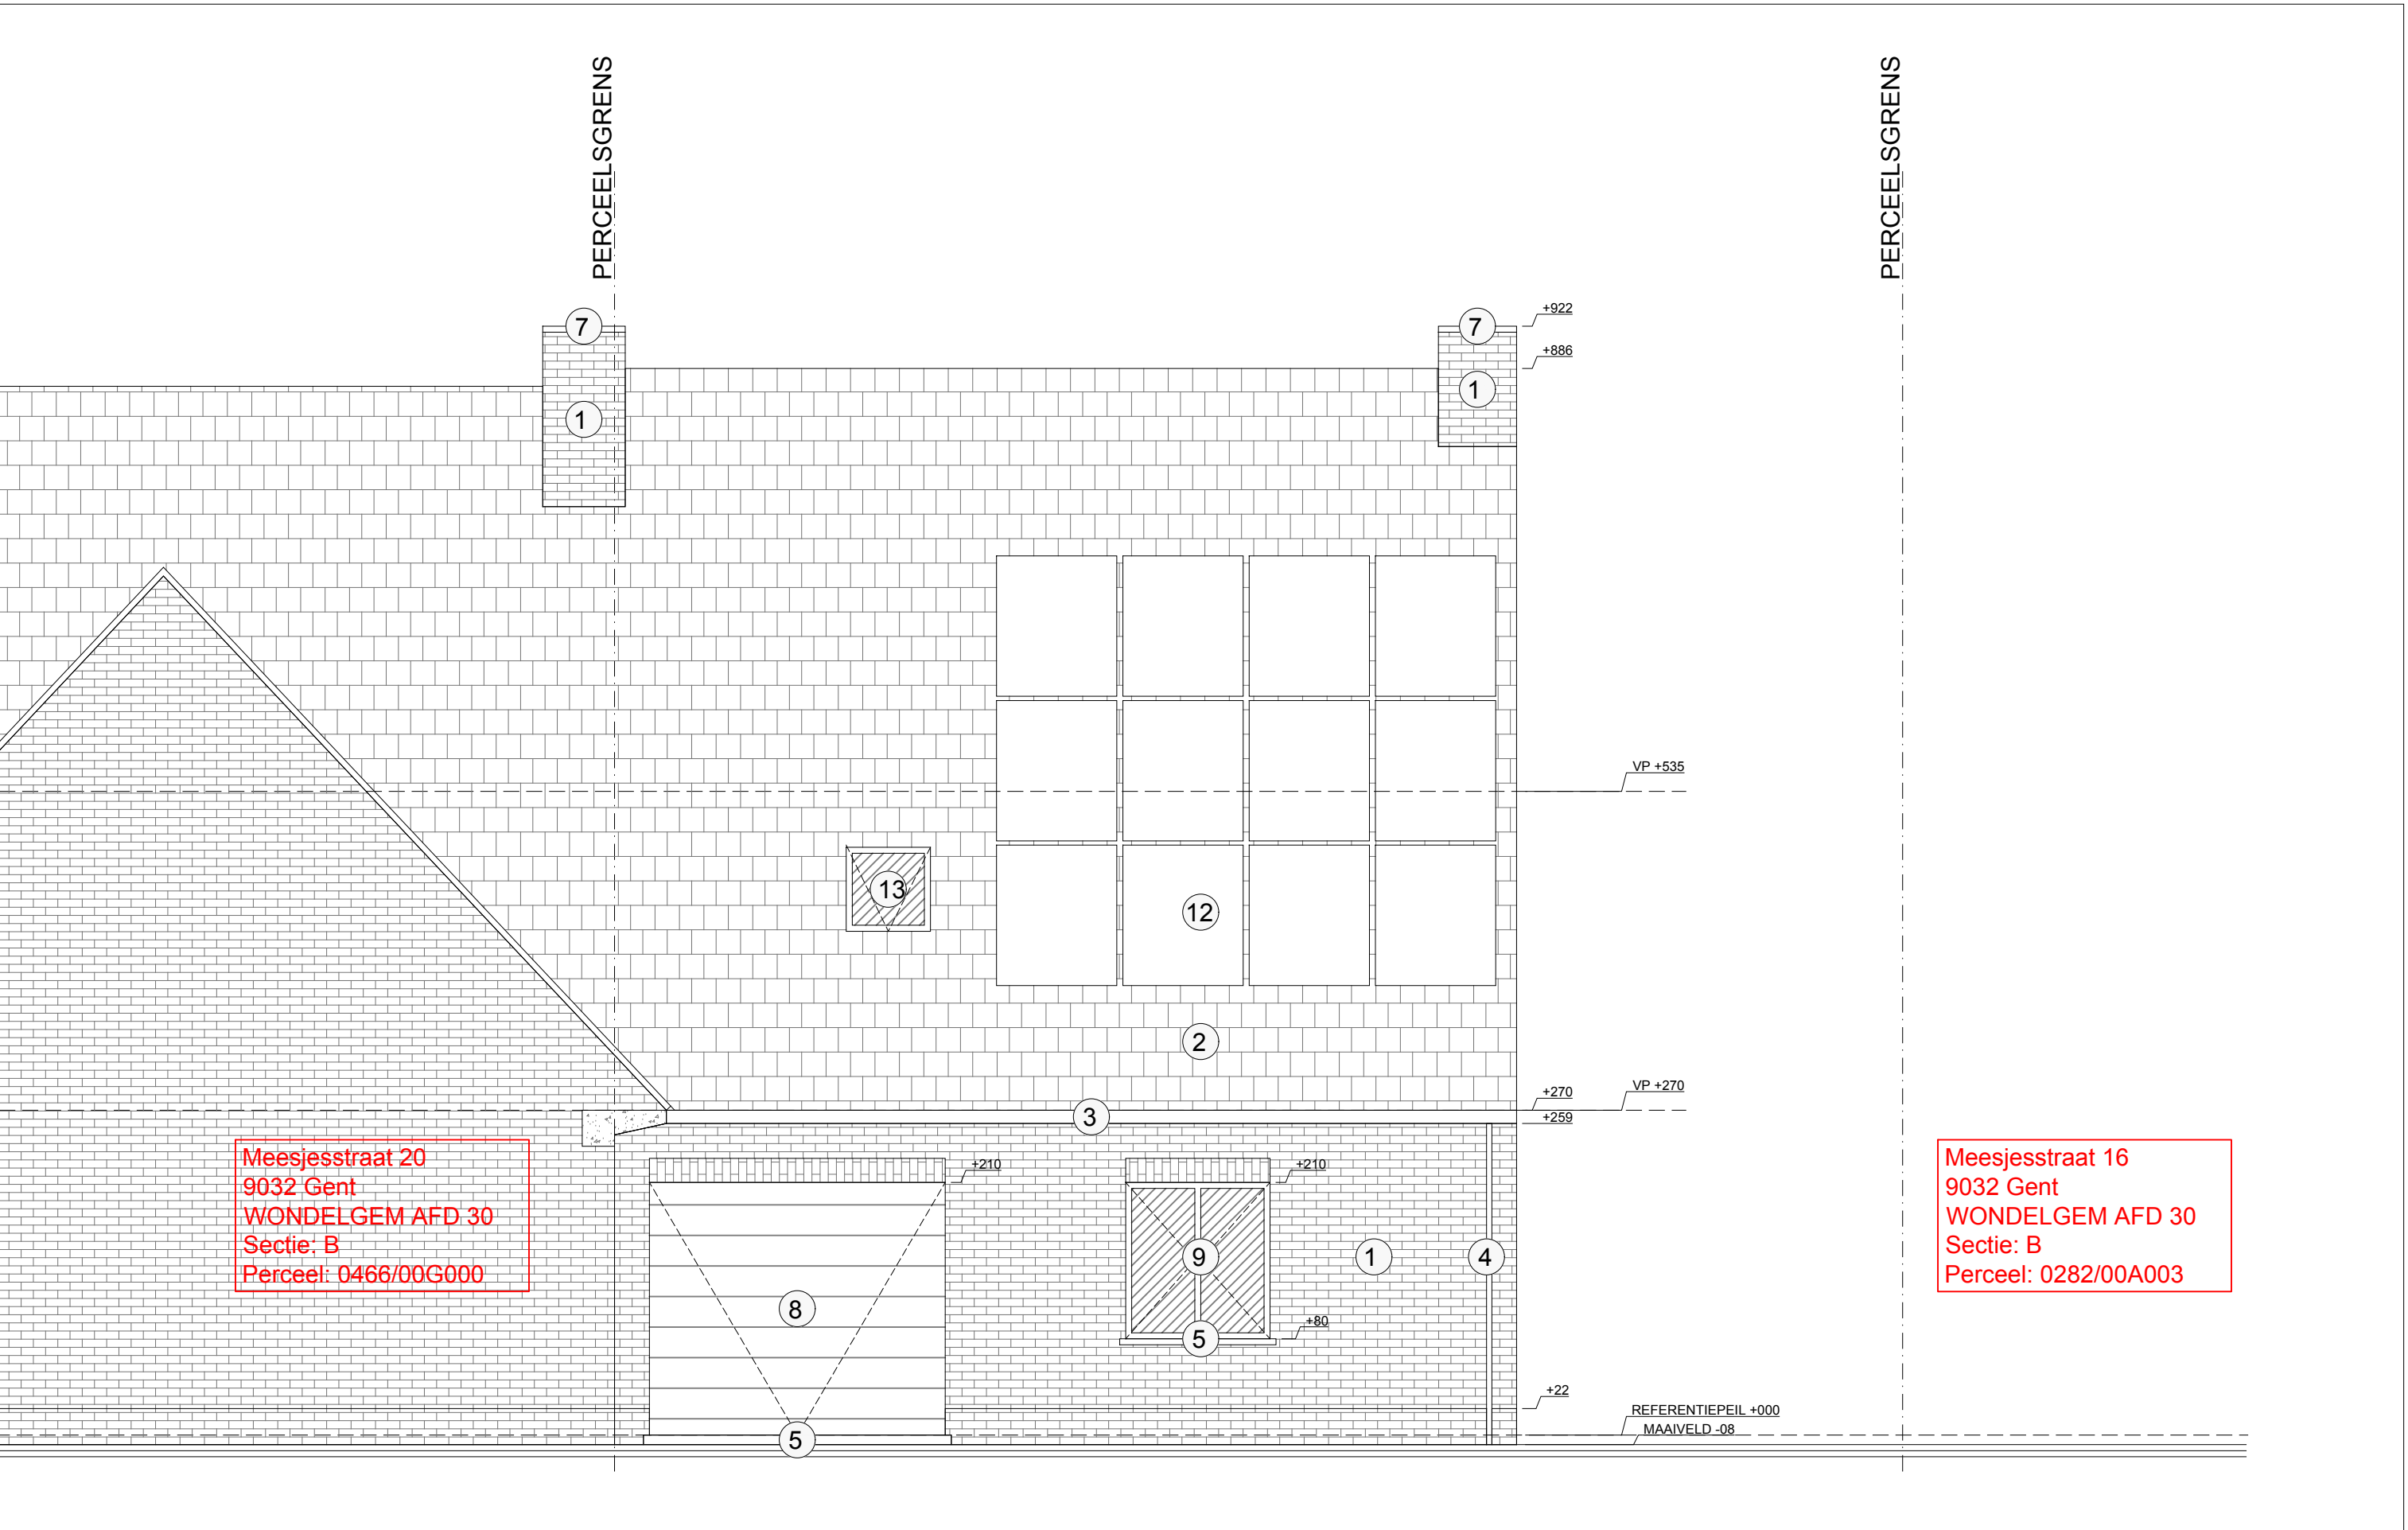 PERCEELSGRENS
PERCEELSGRENS
7
7
+922
+886
1
1
VP +535
13
12
2
+270
VP +270
3
+259
Meesjesstraat 20
9032 Gent
WONDELGEM AFD 30
Sectie: B
Perceel: 0466/00G000
+210
+210
Meesjesstraat 16
9032 Gent
WONDELGEM AFD 30
Sectie: B
Perceel: 0282/00A003
9
1
4
8
+80
5
+22
REFERENTIEPEIL +000
MAAIVELD -08
5